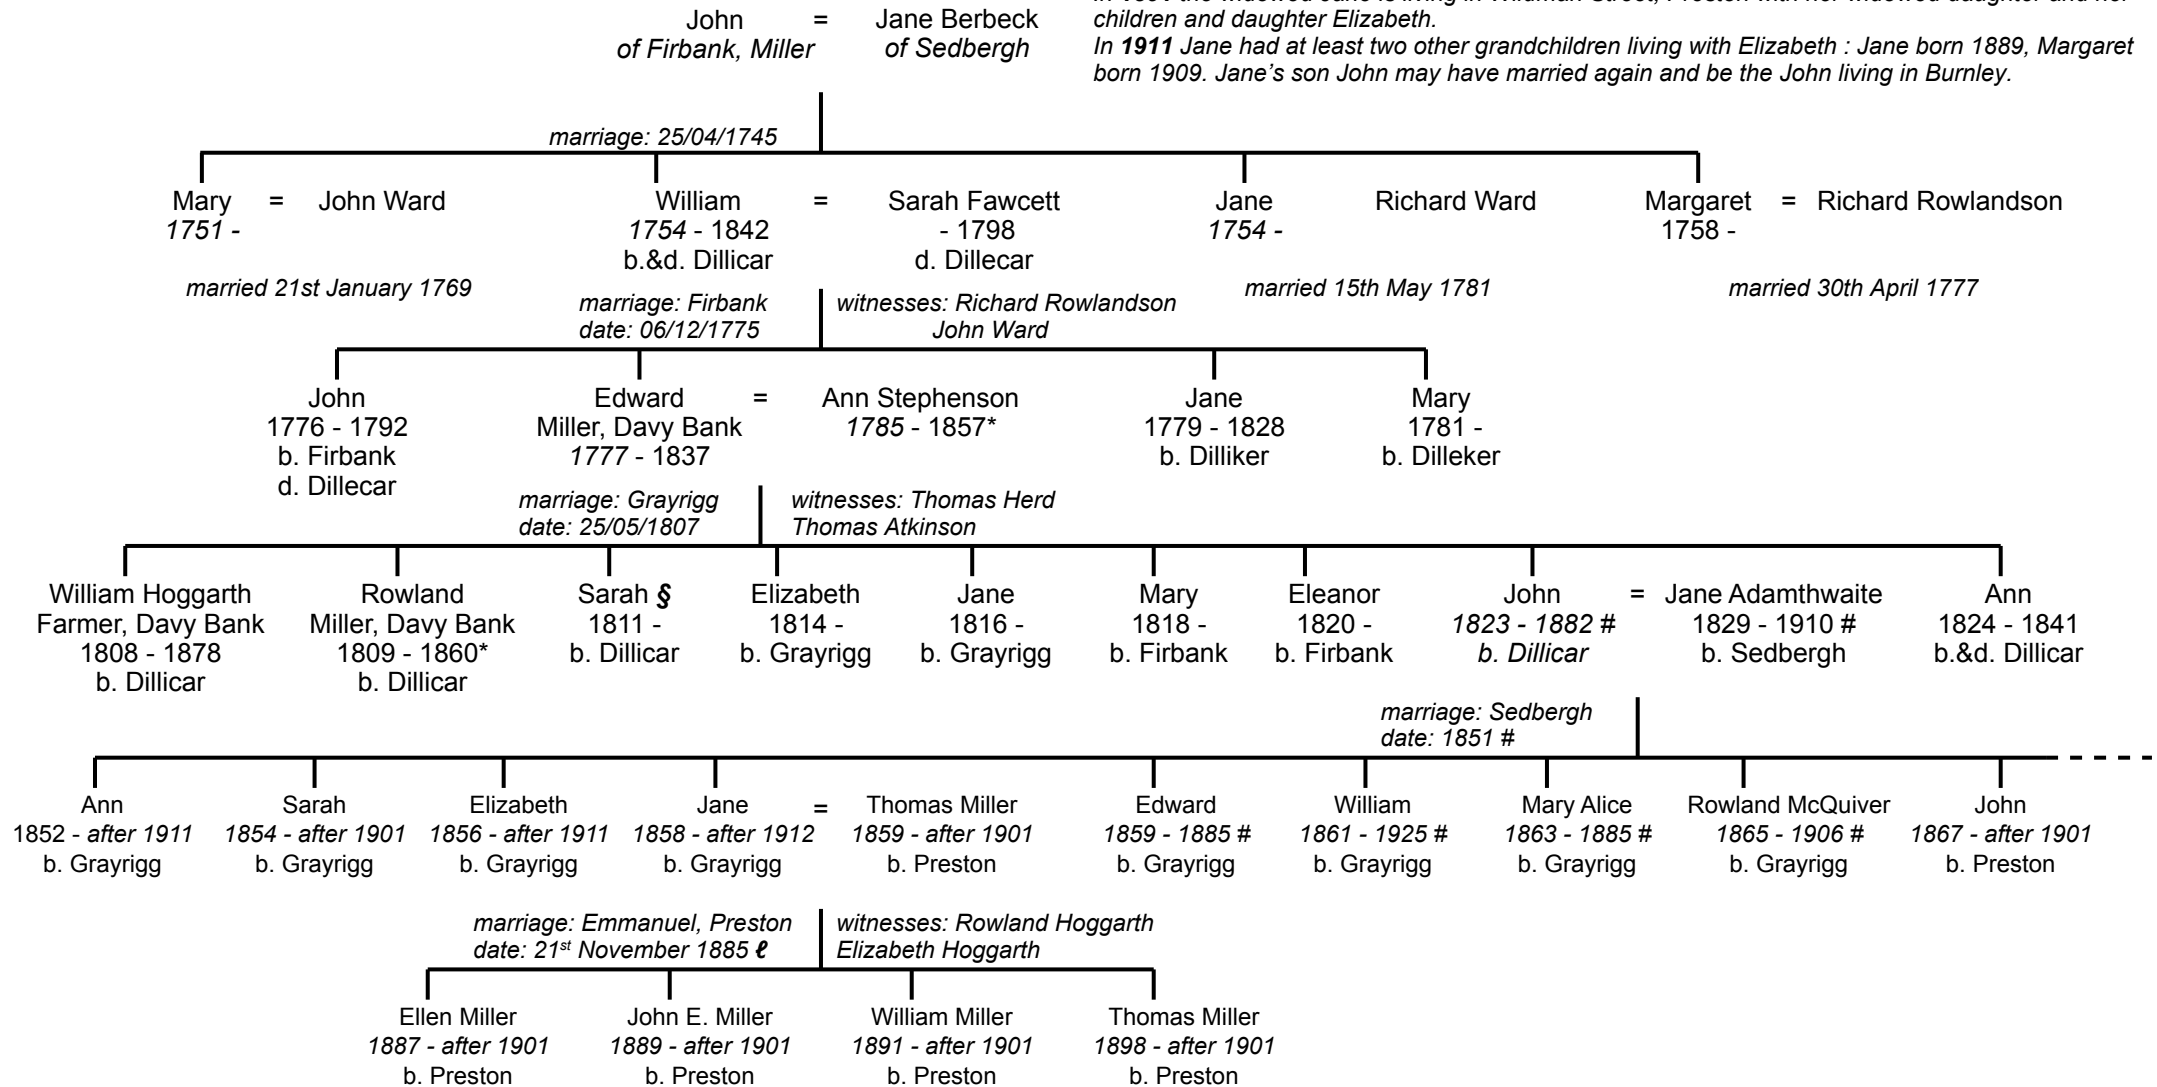 John = Jane Berbeck
of Firbank, Miller of Sedbergh
children and daughter Elizabeth.
In 1911 Jane had at least two other grandchildren living with Elizabeth : Jane born 1889, Margaret
born 1909. Jane's son John may have married again and be the John living in Burnley.
marriage: 25/04/1745
Mary = John Ward William = Sarah Fawcett Jane Richard Ward Margaret = Richard Rowlandson
1751 - 1754 - 1842 - 1798 1754 - 1758 -
b.&d. Dillicar d. Dillecar
married 21st January 1769 married 15th May 1781 married 30th April 1777
marriage: Firbank witnesses: Richard Rowlandson
date: 06/12/1775 John Ward
John Edward = Ann Stephenson Jane Mary
1776 - 1792 Miller, Davy Bank 1785 - 1857* 1779 - 1828 1781 -
b. Firbank 1777 - 1837 b. Dilliker b. Dilleker
d. Dillecar
marriage: Grayrigg witnesses: Thomas Herd
date: 25/05/1807 Thomas Atkinson
William Hoggarth Rowland Sarah § Elizabeth Jane Mary Eleanor John = Jane Adamthwaite Ann
Farmer, Davy Bank Miller, Davy Bank 1811 - 1814 - 1816 - 1818 - 1820 - 1823 - 1882 # 1829 - 1910 # 1824 - 1841
1808 - 1878 1809 - 1860* b. Dillicar b. Grayrigg b. Grayrigg b. Firbank b. Firbank b. Dillicar b. Sedbergh b.&d. Dillicar
b. Dillicar b. Dillicar
marriage: Sedbergh
date: 1851 #
Ann Sarah Elizabeth Jane = Thomas Miller Edward William Mary Alice Rowland McQuiver John
1852 - after 1911 1854 - after 1901 1856 - after 1911 1858 - after 1912 1859 - after 1901 1859 - 1885 # 1861 - 1925 # 1863 - 1885 # 1865 - 1906 # 1867 - after 1901
b. Grayrigg b. Grayrigg b. Grayrigg b. Grayrigg b. Preston b. Grayrigg b. Grayrigg b. Grayrigg b. Grayrigg b. Preston
marriage: Emmanuel, Preston witnesses: Rowland Hoggarth
date: 21st November 1885 ℓ Elizabeth Hoggarth
Ellen Miller John E. Miller William Miller Thomas Miller
1887 - after 1901 1889 - after 1901 1891 - after 1901 1898 - after 1901
b. Preston b. Preston b. Preston b. Preston